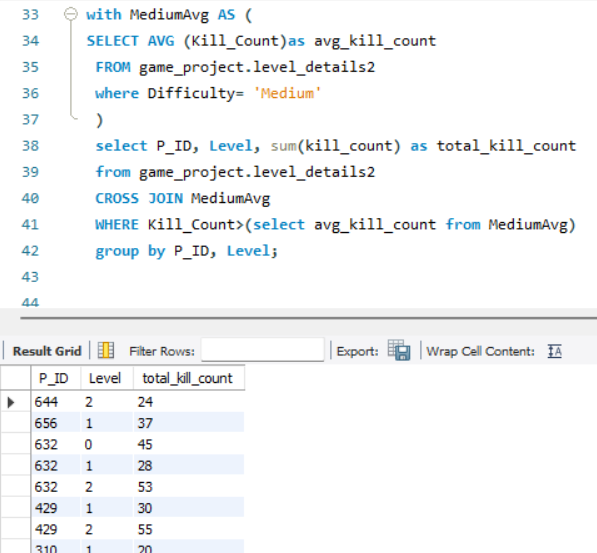 33 with MediumAvg AS (
34 SELECT AVG (Kill_Count)as avg_kill_count
35 FROM game_project.level_details2
36 where Difficulty= 'Medium'
37 )
38 select P_ID, Level, sum(kill_count) as total_kill_count
39 from game_project.level_details2
40 CROSS JOIN MediumAvg
41 WHERE Kill_Count>(select avg_kill_count from MediumAvg)
42 group by P_ID, Level;
43
44
Result Grid Filter Rows: Export: Wrap Cell Content: IA
P_ID Level total_kill_count
644 2 24
656 1 37
632 0 45
632 1 28
632 2 53
429 1 30
429 2 55
310 1 20